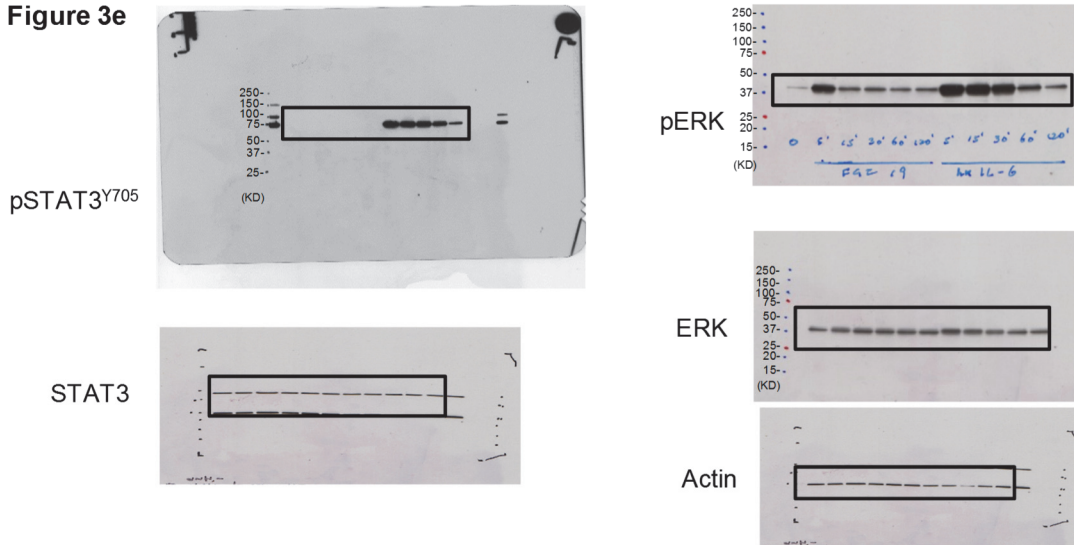 Figure 3e
250-
150-
100-
75-
50-
37-
25-
(KD)
pSTAT3Y705
STAT3
250-
150-
100-
75-
50-
37-
25-
20-
15-
(KD)
pERK
0 5' 15' 30' 60' 120' 5' 15' 30' 60' 120'
FGF 19
IL-6
250-
150-
100-
75-
50-
37-
25-
20-
15-
(KD)
ERK
Actin